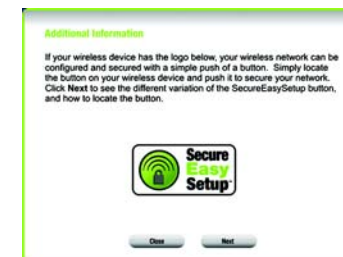 Additional Information
If your wireless device has the logo below, your wireless network can be
configured and secured with a simple push of a button. Simply locate
the button on your wireless device and push it to secure your network.
Click Next to see the different variation of the SecureEasySetup button,
and how to locate the button.
Secure
Easy
Setup
Close
Next